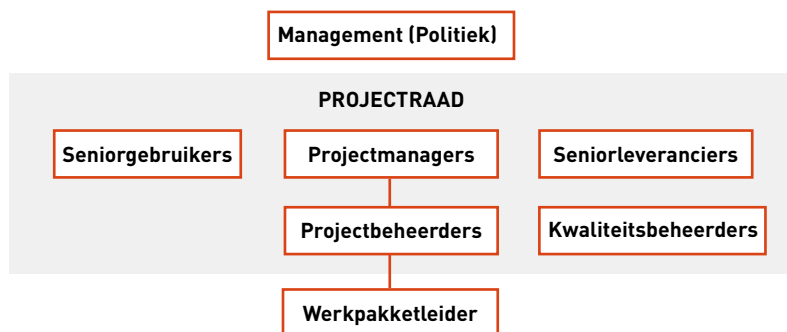 Management (Politiek)
PROJECTRAAD
Seniorgebruikers
Projectmanagers
Seniorleveranciers
Projectbeheerders
Kwaliteitsbeheerders
Werkpakketleider